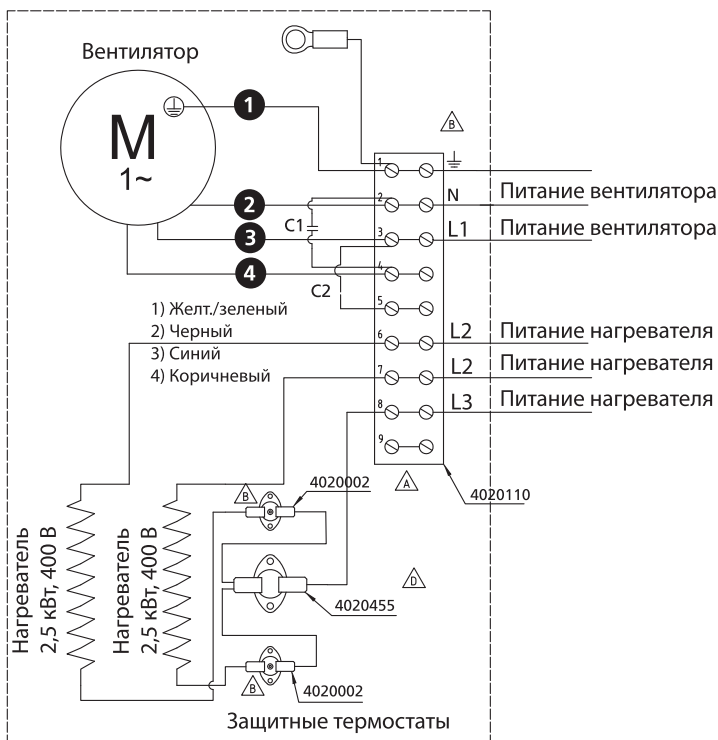 Вентилятор
M
1~
1
2
3
4
B
1
2
3
4
5
6
7
8
9
N
L1
L2
L2
L3
Питание вентилятора
Питание вентилятора
Питание нагревателя
Питание нагревателя
Питание нагревателя
C1
C2
1) Желт./зеленый
2) Черный
3) Синий
4) Коричневый
A
4020110
B
4020002
D
4020455
B
4020002
Нагреватель
2,5 кВт, 400 В
Нагреватель
2,5 кВт, 400 В
Защитные термостаты